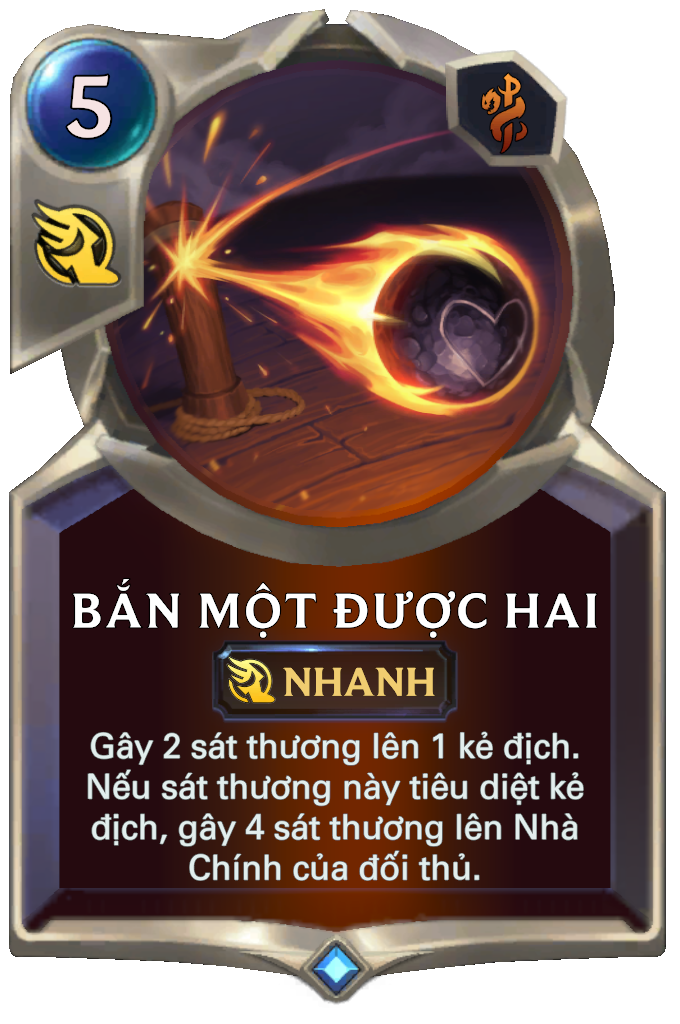 5
BẮN MỘT ĐƯỢC HAI
NHANH
Gây 2 sát thương lên 1 kẻ địch.
Nếu sát thương này tiêu diệt kẻ
địch, gây 4 sát thương lên Nhà
Chính của đối thủ.